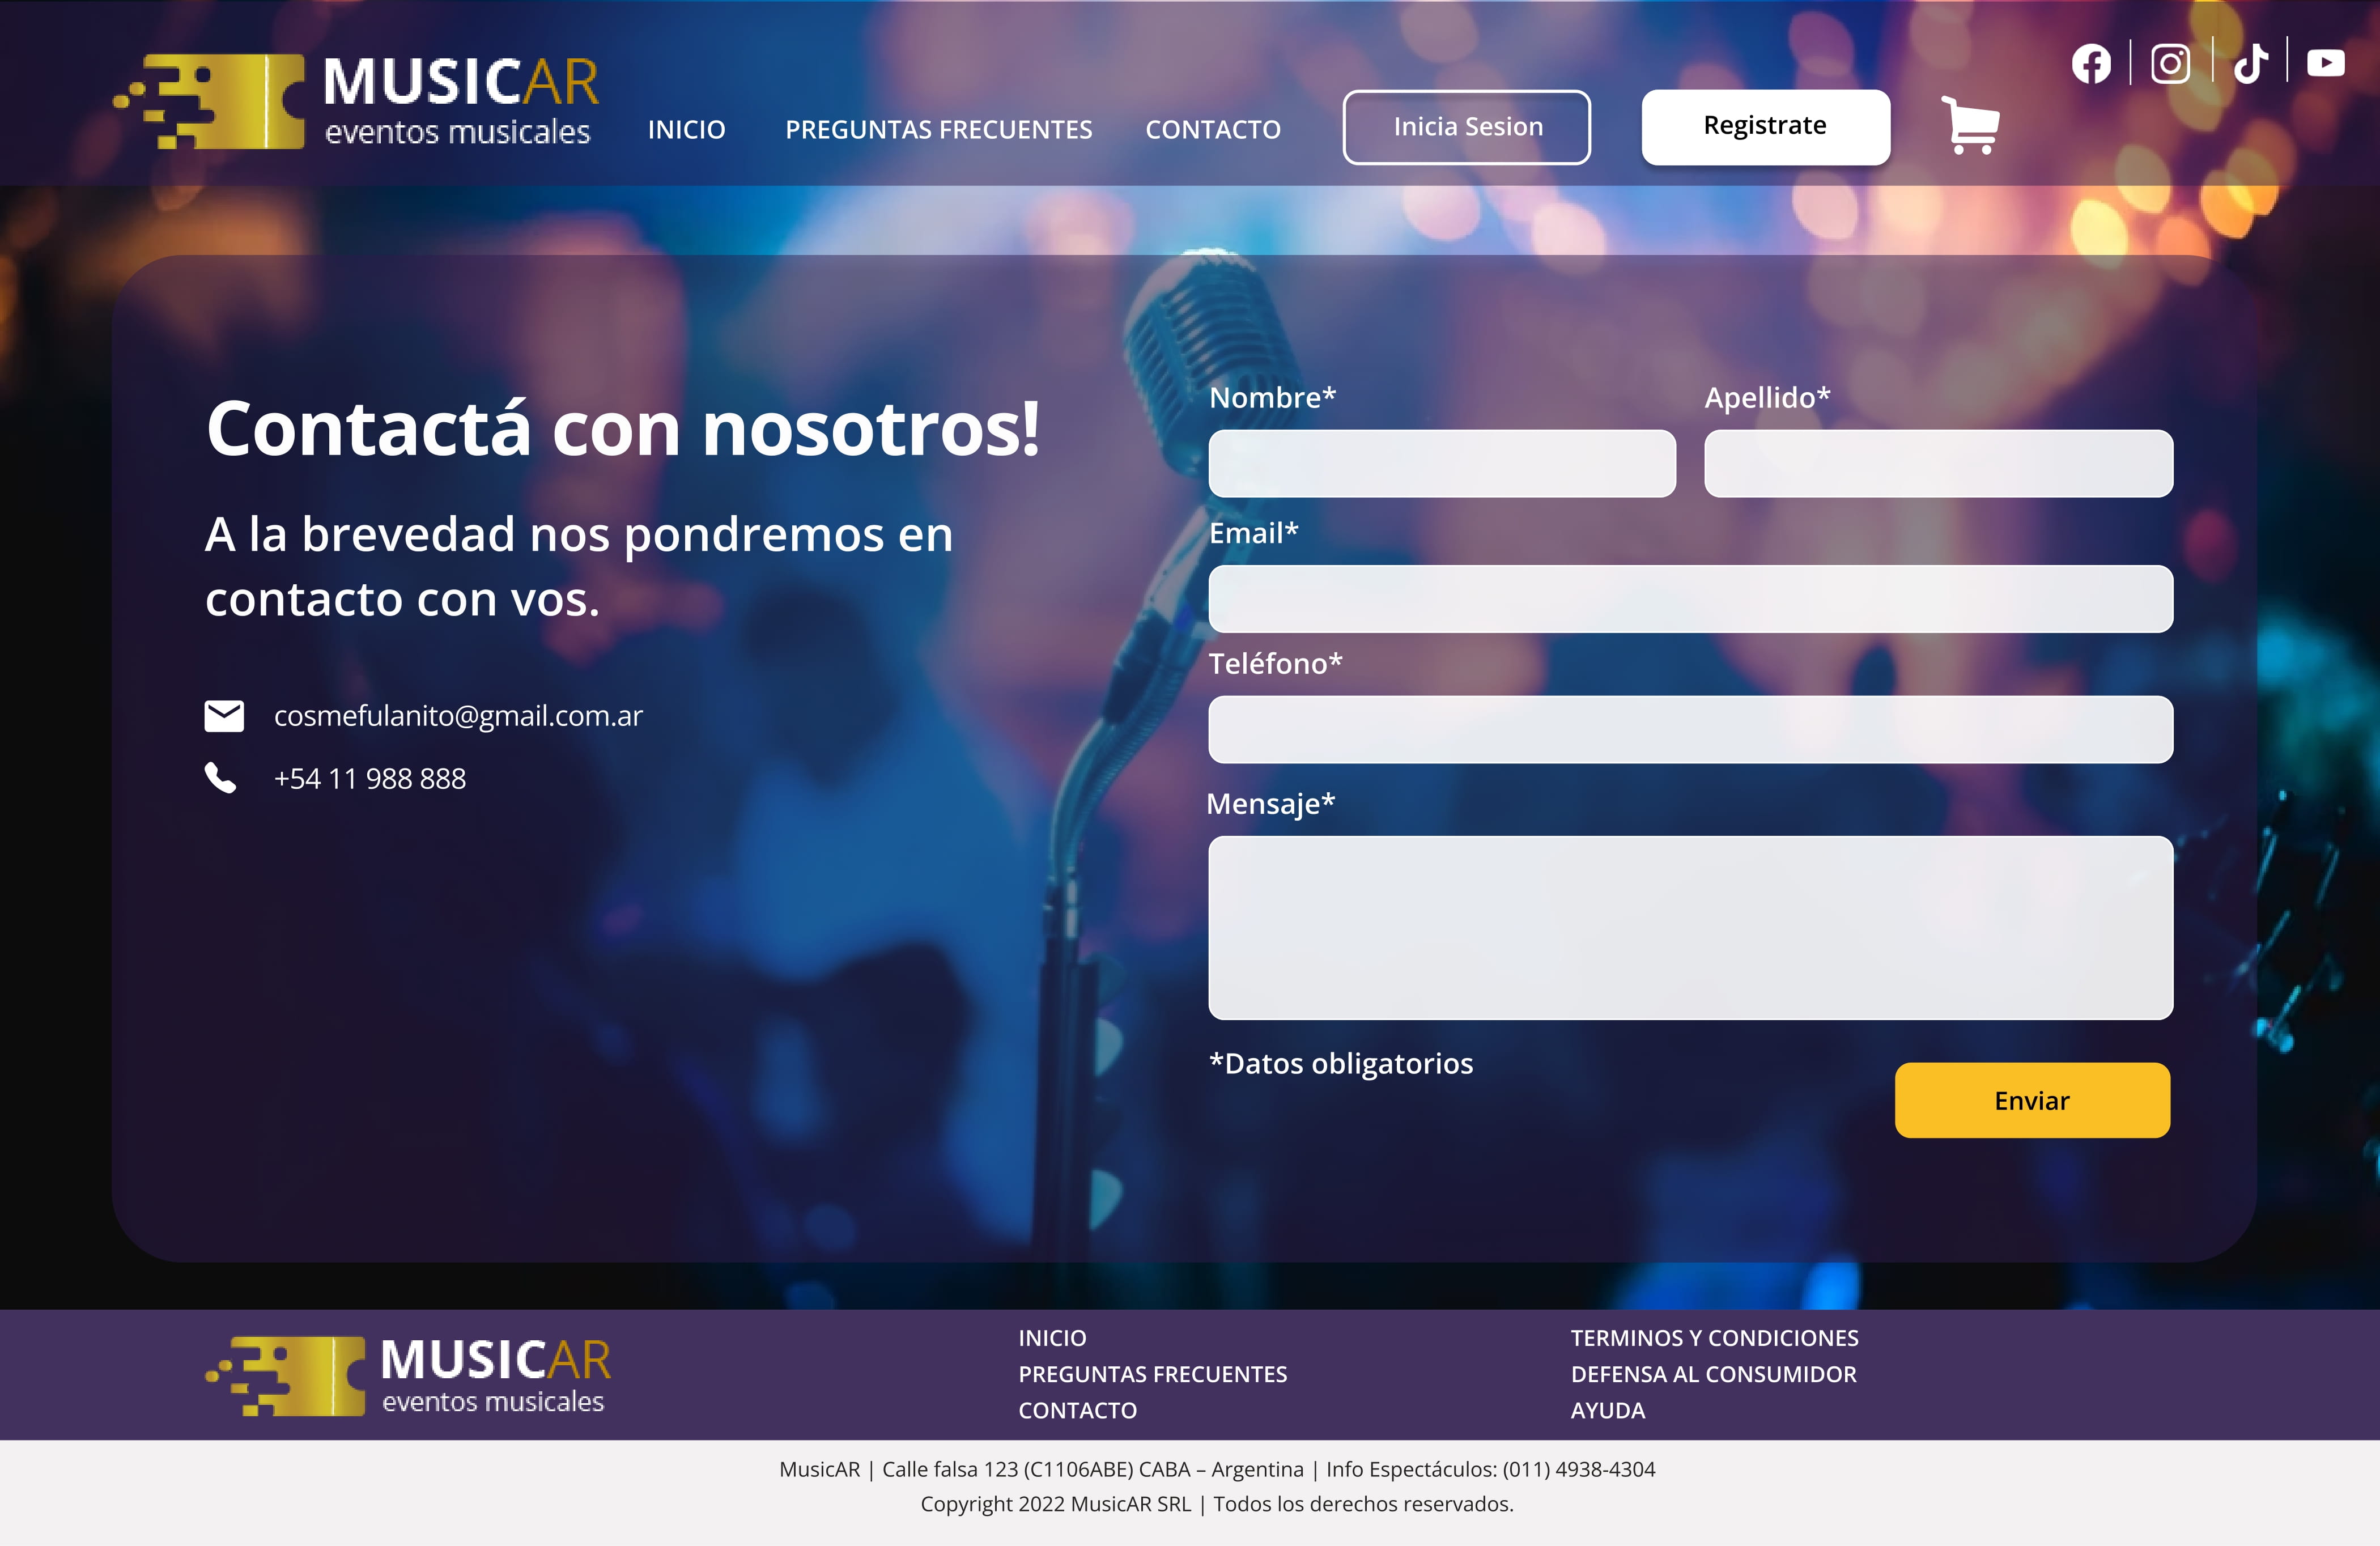 MUSICAR
eventos musicales
INICIO
PREGUNTAS FRECUENTES
CONTACTO
Inicia Sesion
Registrate
Contactá con nosotros!
A la brevedad nos pondremos en
contacto con vos.
cosmefulanito@gmail.com.ar
+54 11 988 888
Nombre*
Apellido*
Email*
Teléfono*
Mensaje*
*Datos obligatorios
Enviar
MUSICAR
eventos musicales
INICIO
PREGUNTAS FRECUENTES
CONTACTO
TERMINOS Y CONDICIONES
DEFENSA AL CONSUMIDOR
AYUDA
MusicAR | Calle falsa 123 (C1106ABE) CABA – Argentina | Info Espectáculos: (011) 4938-4304
Copyright 2022 MusicAR SRL | Todos los derechos reservados.